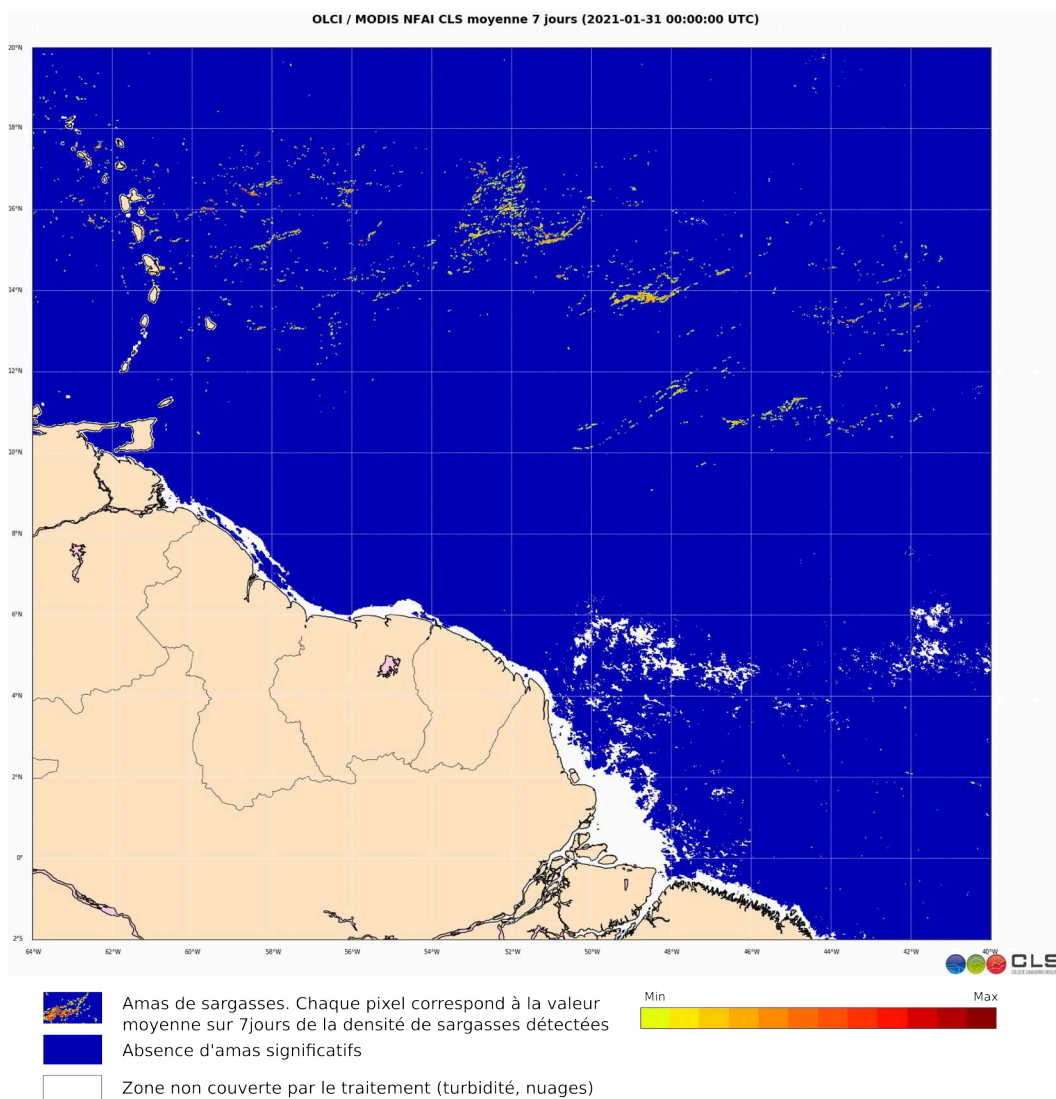 OLCI / MODIS NFAI CLS moyenne 7 jours (2021-01-31 00:00:00 UTC)
20°N
18°N
16°N
14°N
12°N
10°N
8°N
6°N
4°N
2°N
0°
2°S
64°W 62°W 60°W 58°W 56°W 54°W 52°W 50°W 48°W 46°W 44°W 42°W 40°W
CLS
Amas de sargasses. Chaque pixel correspond à la valeur
moyenne sur 7jours de la densité de sargasses détectées
Min Max
Absence d'amas significatifs
Zone non couverte par le traitement (turbidité, nuages)